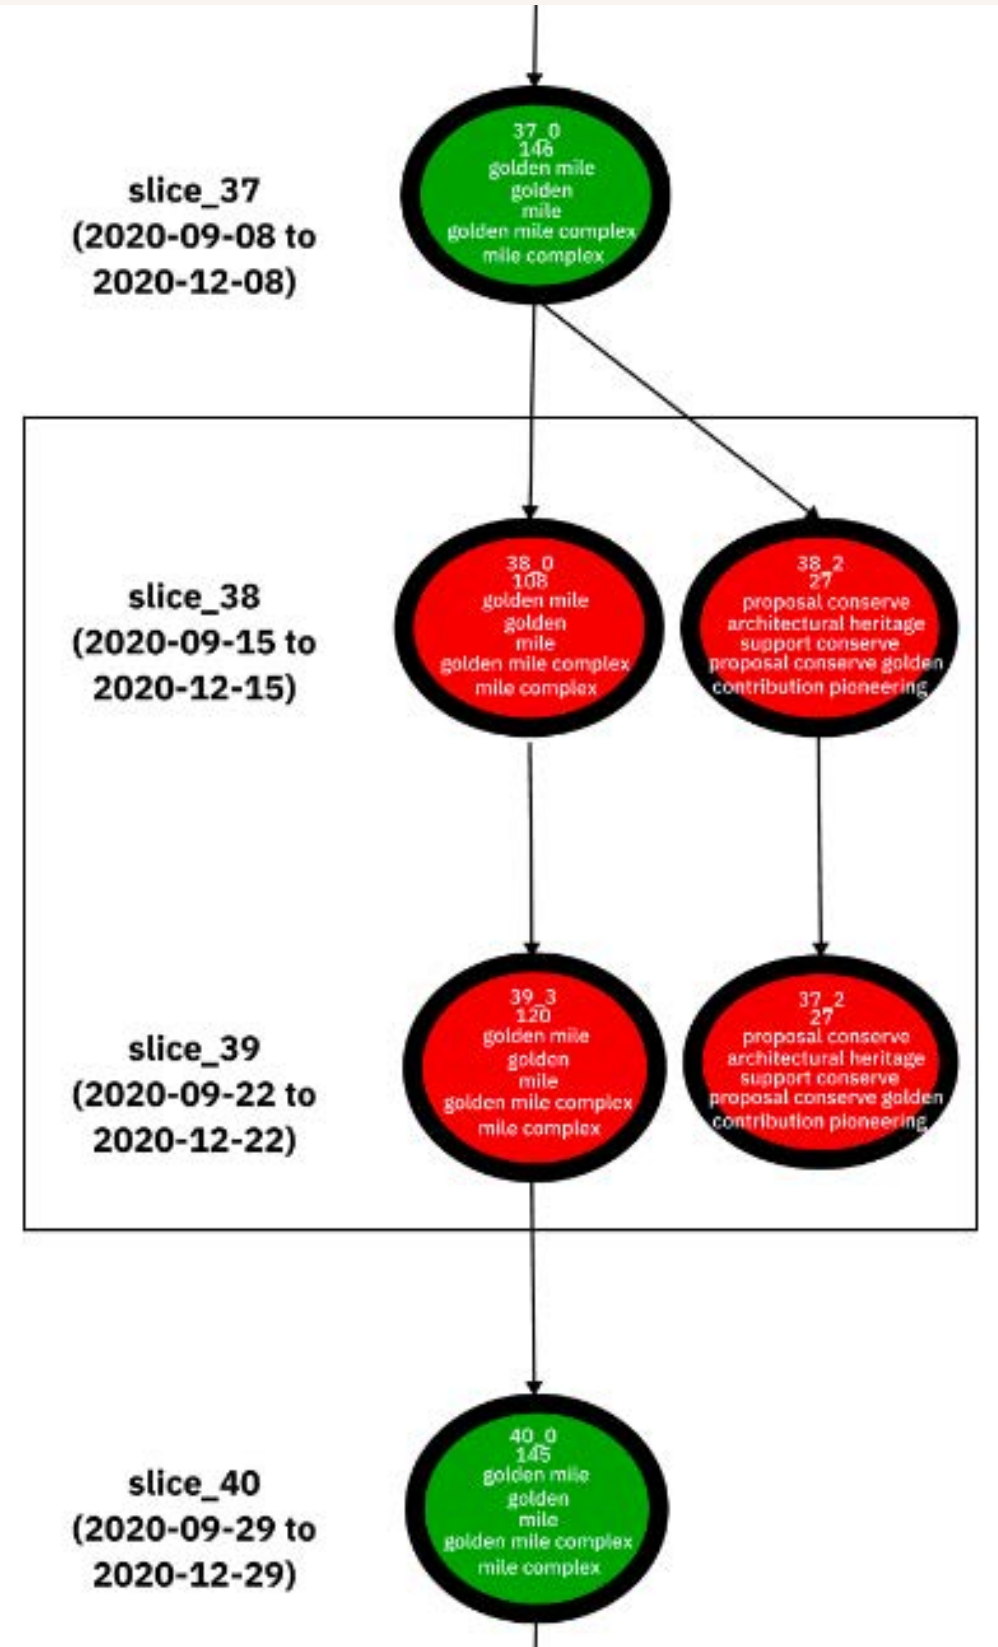 37_0
146
golden mile
golden
mile
golden mile complex
mile complex
slice_37
(2020-09-08 to
2020-12-08)
slice_38
(2020-09-15 to
2020-12-15)
38_0
108
golden mile
golden
mile
golden mile complex
mile complex
38_2
27
proposal conserve
architectural heritage
support conserve
proposal conserve golden
contribution pioneering
slice_39
(2020-09-22 to
2020-12-22)
39_3
120
golden mile
golden
mile
golden mile complex
mile complex
37_2
27
proposal conserve
architectural heritage
support conserve
proposal conserve golden
contribution pioneering
slice_40
(2020-09-29 to
2020-12-29)
40_0
145
golden mile
golden
mile
golden mile complex
mile complex